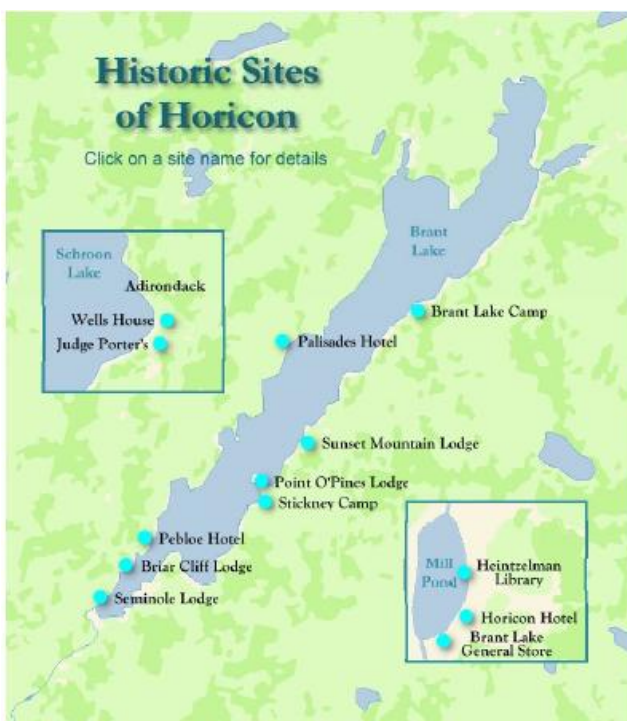 Historic Sites
of Horicon
Click on a site name for details
Brant
Lake
Schroon
Lake
Adirondack
Wells House
Judge Porter's
Brant Lake Camp
Palisades Hotel
Sunset Mountain Lodge
Point O'Pines Lodge
Stickney Camp
Pebloe Hotel
Briar Cliff Lodge
Seminole Lodge
Mill
Pond
Heintzelman
Library
Horicon Hotel
Brant Lake
General Store